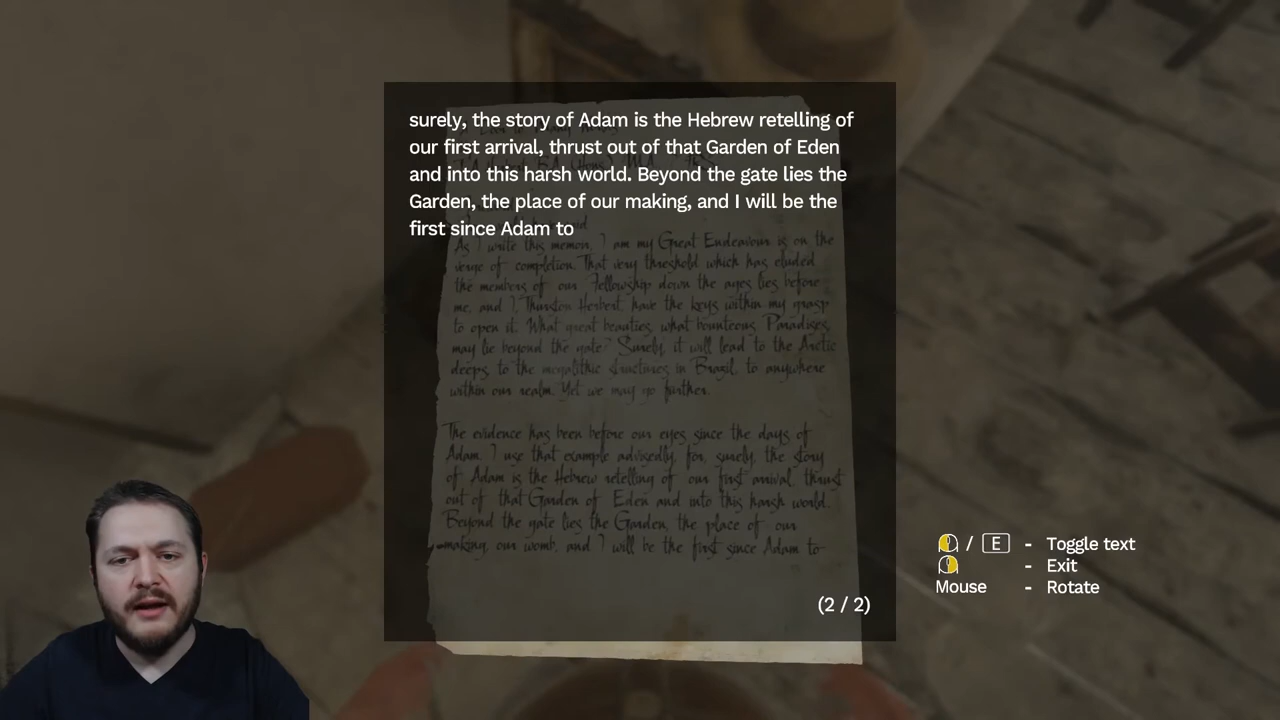 surely, the story of Adam is the Hebrew retelling of
our first arrival, thrust out of that Garden of Eden
and into this harsh world. Beyond the gate lies the
Garden, the place of our making, and I will be the
first since Adam to
As I write this memoir, I am my Great Endeavour is on the
verge of completion. That very threshold which has eluded
the members of our Fellowship down the ages lies before
me, and I, Thurston Herbert, have the keys within my grasp
to open it. What great beauties, what bounteous Paradises,
may lie beyond the gate? Surely, it will lead to the Arctic
deeps, to the megalithic structures in Brazil, to anywhere
within our realm. Yet we may go further.
The evidence has been before our eyes since the days of
Adam. I use that example advisedly, for, surely, the story
of Adam is the Hebrew retelling of our first arrival, thrust
out of that Garden of Eden and into this harsh world.
Beyond the gate lies the Garden, the place of our
making, our womb, and I will be the first since Adam to
(2 / 2)
/ E - Toggle text
- Exit
Mouse - Rotate